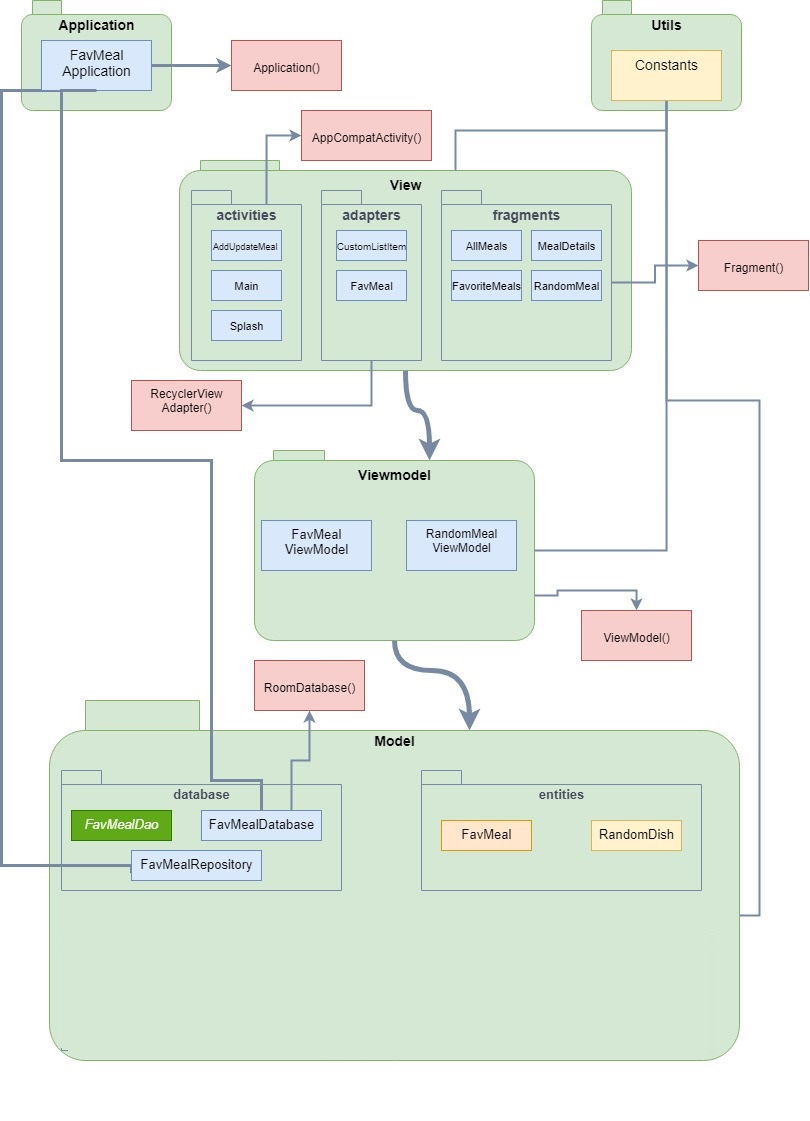 Application
FavMeal
Application
Application()
Utils
Constants
AppCompatActivity()
View
activities
AddUpdateMeal
Main
Splash
adapters
CustomListItem
FavMeal
fragments
AllMeals
MealDetails
FavoriteMeals
RandomMeal
Fragment()
RecyclerView
Adapter()
Viewmodel
FavMeal
ViewModel
RandomMeal
ViewModel
ViewModel()
RoomDatabase()
Model
database
FavMealDao
FavMealDatabase
FavMealRepository
entities
FavMeal
RandomDish